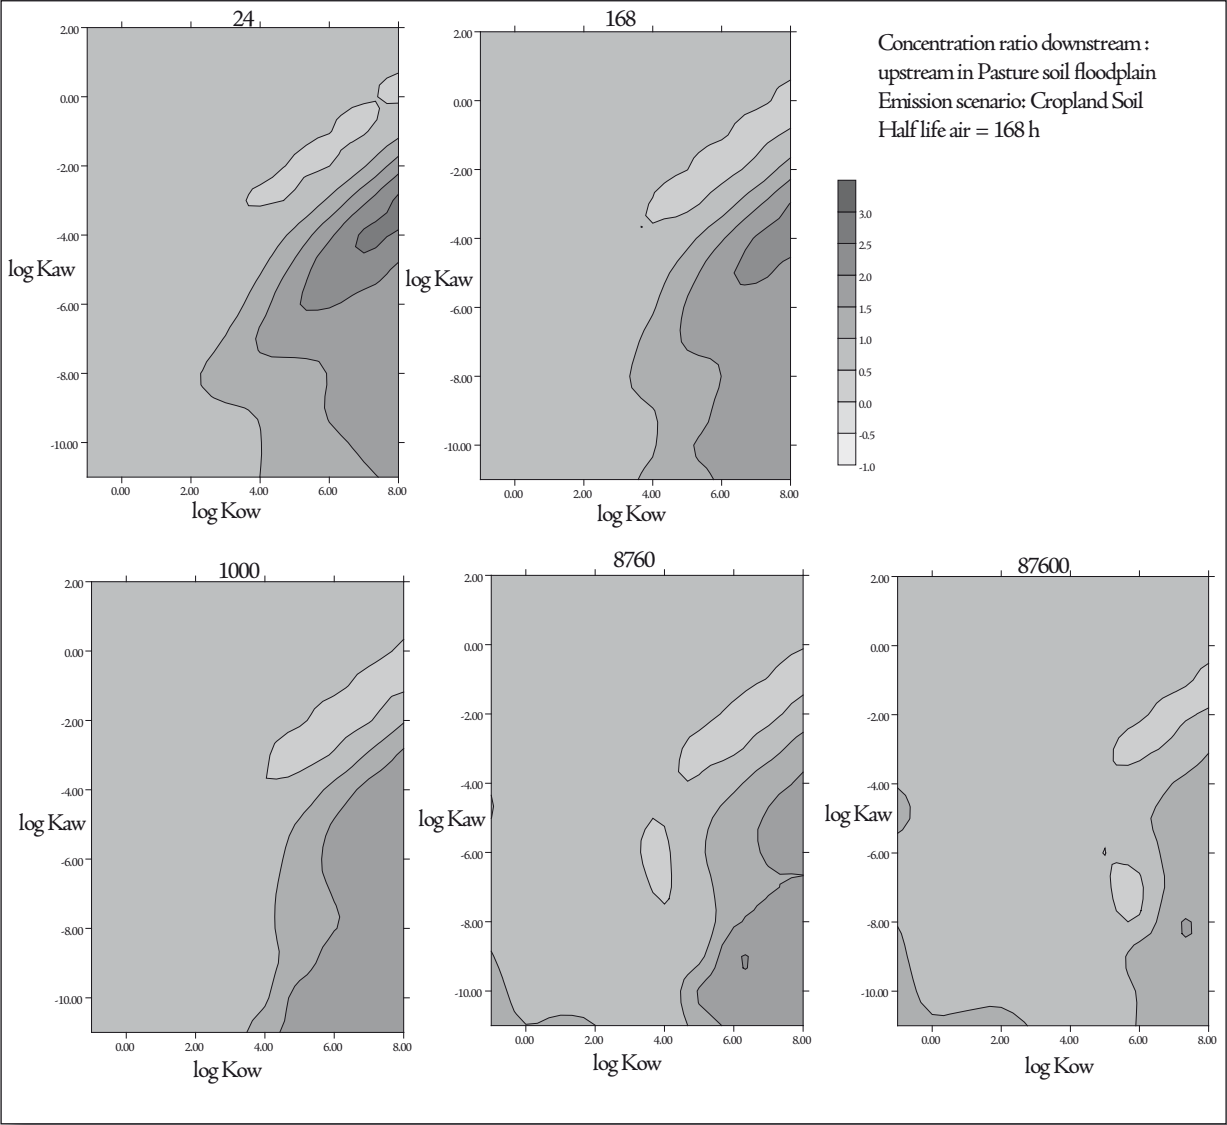 24
2.00
0.00
-2.00
-4.00
-6.00
-8.00
-10.00
log Kaw
0.00 2.00 4.00 6.00 8.00
log Kow
168
2.00
0.00
-2.00
-4.00
-6.00
-8.00
-10.00
log Kaw
0.00 2.00 4.00 6.00 8.00
log Kow
Concentration ratio downstream :
upstream in Pasture soil floodplain
Emission scenario: Cropland Soil
Half life air = 168 h
3.0
2.5
2.0
1.5
1.0
0.5
0.0
-0.5
-1.0
1000
2.00
0.00
-2.00
-4.00
-6.00
-8.00
-10.00
log Kaw
0.00 2.00 4.00 6.00 8.00
log Kow
8760
2.00
0.00
-2.00
-4.00
-6.00
-8.00
-10.00
log Kaw
0.00 2.00 4.00 6.00 8.00
log Kow
87600
2.00
0.00
-2.00
-4.00
-6.00
-8.00
-10.00
log Kaw
0.00 2.00 4.00 6.00 8.00
log Kow